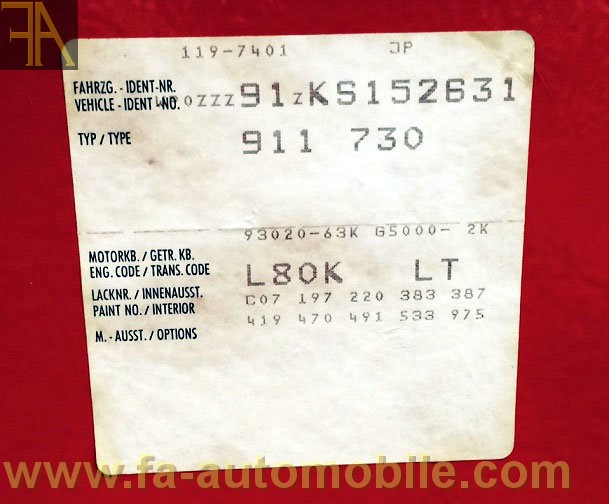 FA
119-7401 JP
FAHRZG. - IDENT-NR.
VEHICLE - IDENT -NO. W00ZZZ91ZKS152631
TYP / TYPE 911 730
93020-63K G5000- 2K
MOTORKB. / GETR. KB.
ENG. CODE / TRANS. CODE L80K LT
LACKNR. / INNENAUSST. C07 197 220 383 387
PAINT NO. / INTERIOR 419 470 491 533 975
M. - AUSST. / OPTIONS
www.fa-automobile.com